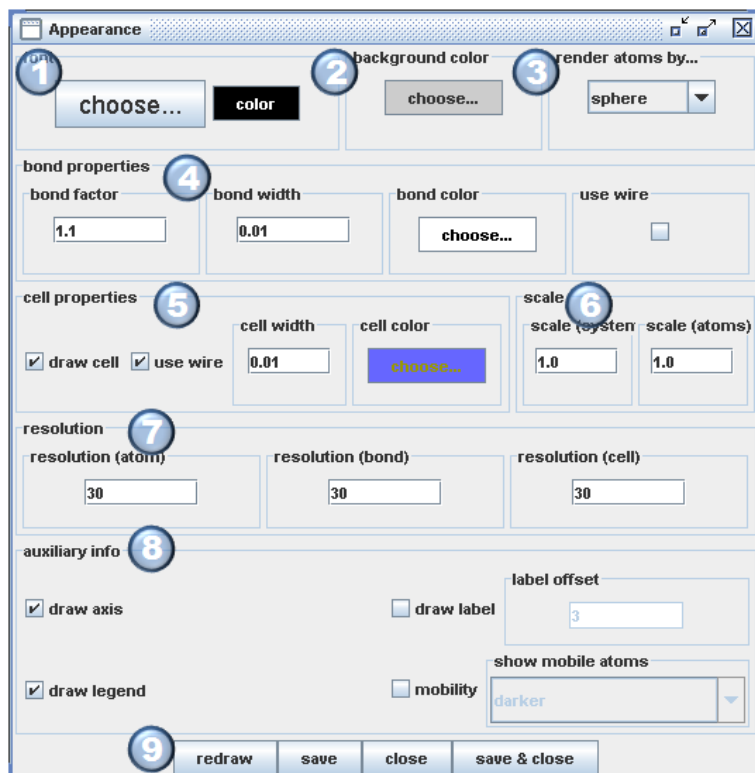 Appearance
font
1
2
background color
3
render atoms by...
choose...
color
choose...
sphere
bond properties
4
bond factor
bond width
bond color
use wire
1.1
0.01
choose...
cell properties
5
scale
6
cell width
cell color
scale (system
scale (atoms)
draw cell
use wire
0.01
choose...
1.0
1.0
resolution
7
resolution (atom)
resolution (bond)
resolution (cell)
30
30
30
auxiliary info
8
label offset
draw axis
draw label
3
show mobile atoms
draw legend
mobility
darker
9
redraw
save
close
save & close